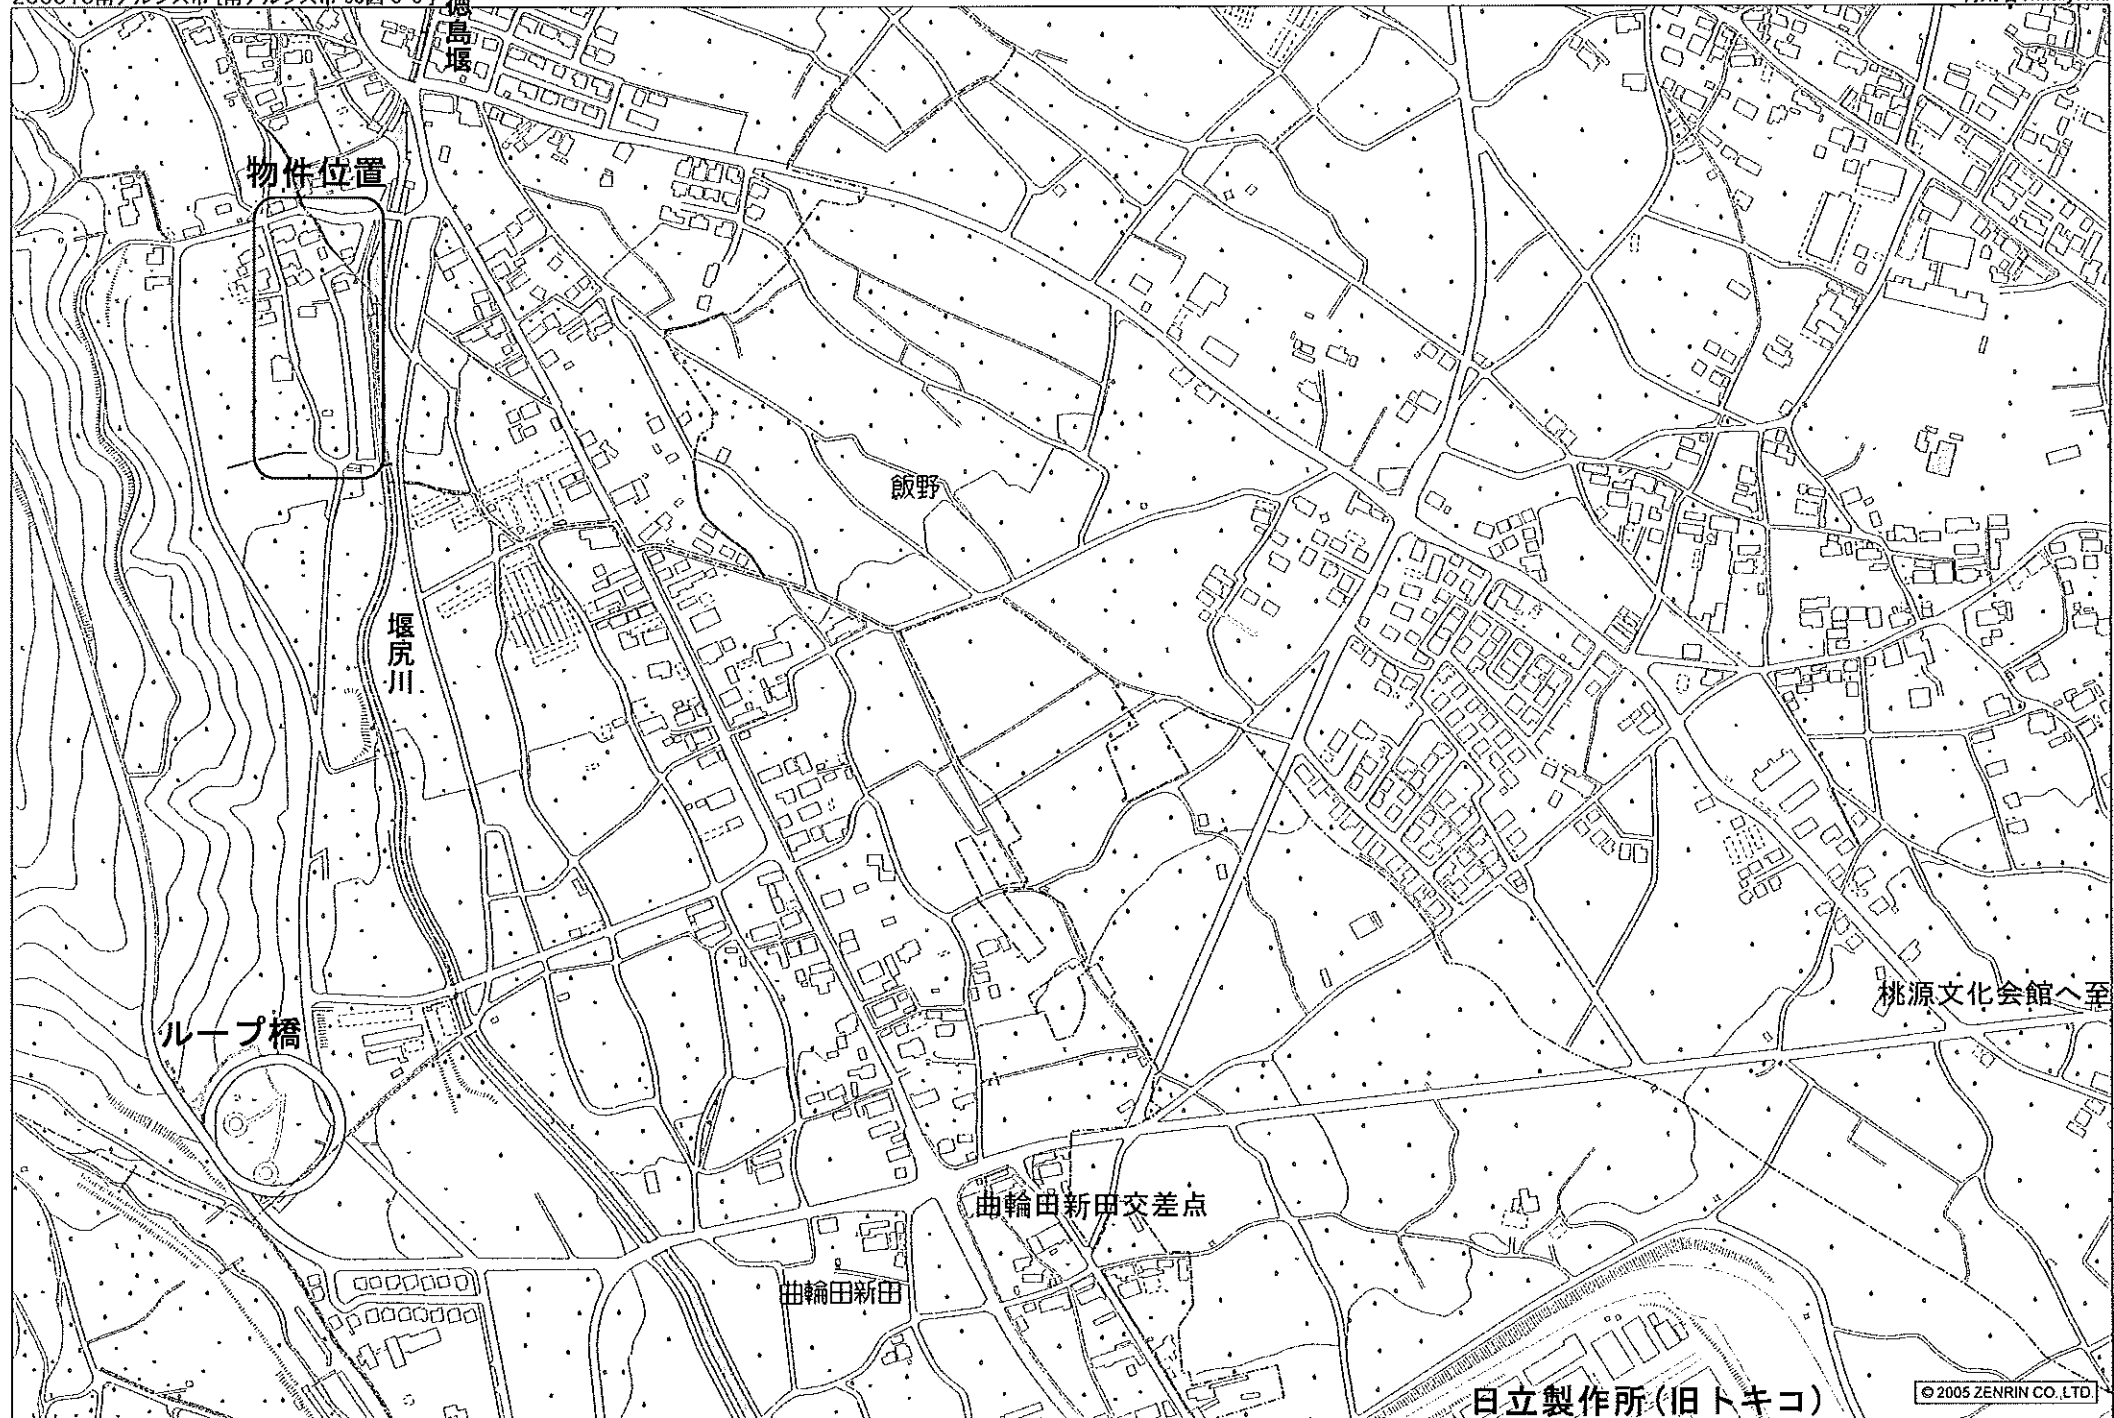 徳島堰
物件位置
飯野
堰尻川
桃源文化会館へ至
ループ橋
曲輪田新田交差点
曲輪田新田
日立製作所(旧トキコ)
© 2005 ZENRIN CO.,LTD.